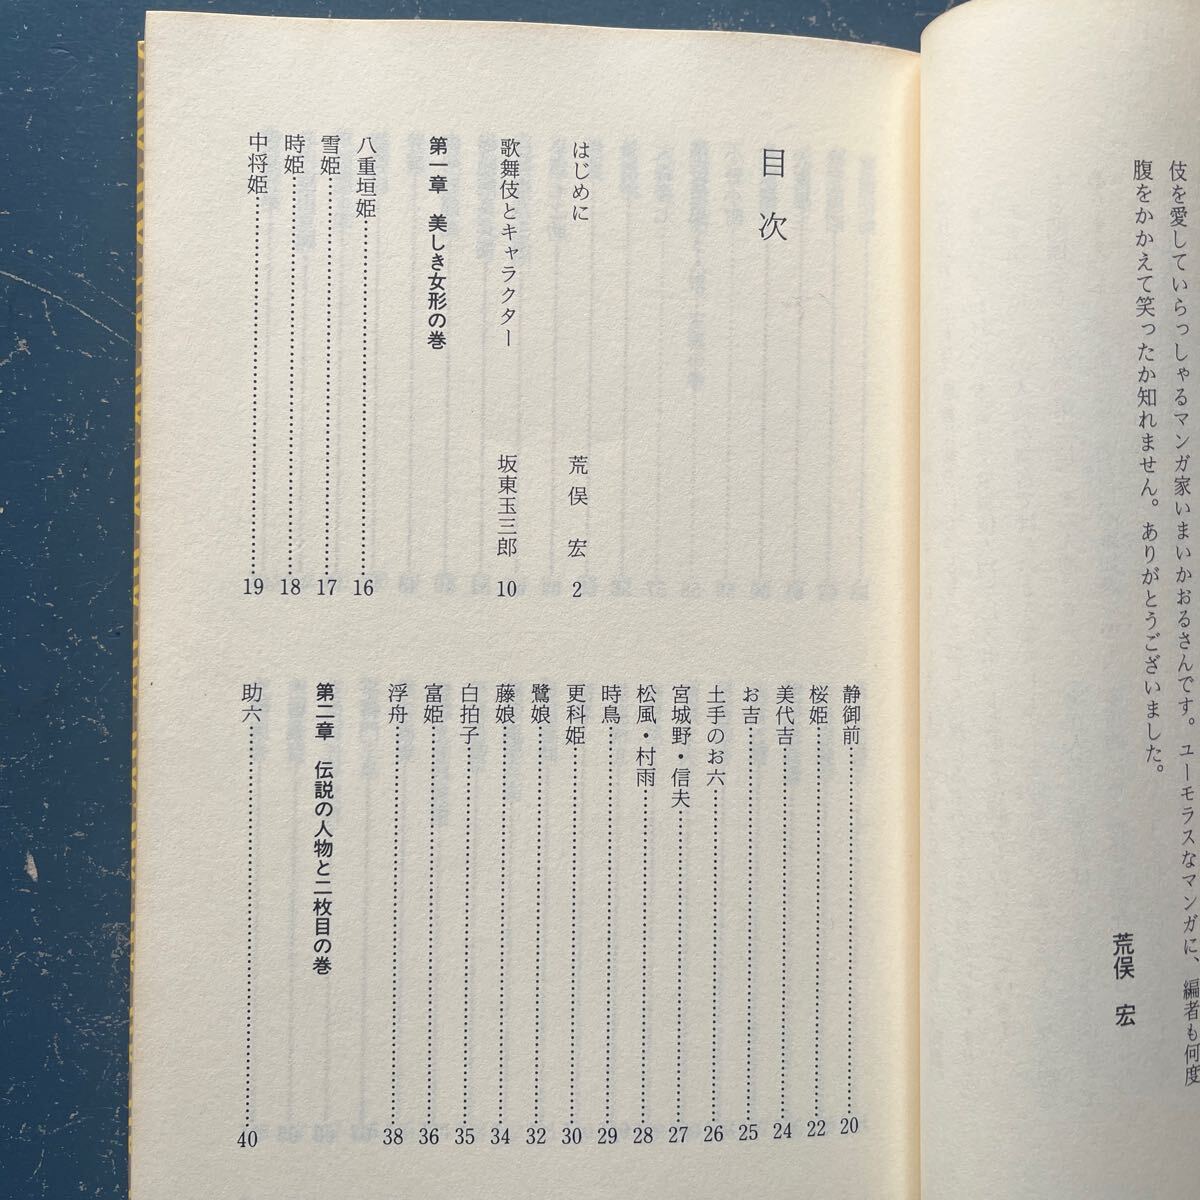 伎を愛していらっしゃるマンガ家いまいかおるさんです。ユーモラスなマンガに、編者も何度
腹をかかえて笑ったか知れません。ありがとうございました。
荒俣 宏
目次
はじめに 荒俣 宏 2
歌舞伎とキャラクター 坂東玉三郎 10
第一章 美しき女形の巻
八重垣姫……16
雪姫……17
時姫……18
中将姫……19
静御前……20
桜姫……22
美代吉……24
お吉……25
土手のお六……26
宮城野・信夫……27
松風・村雨……28
時鳥……29
更科姫……30
鷺娘……32
藤娘……34
白拍子……35
富姫……36
浮舟……38
第二章 伝説の人物と二枚目の巻
助六……40